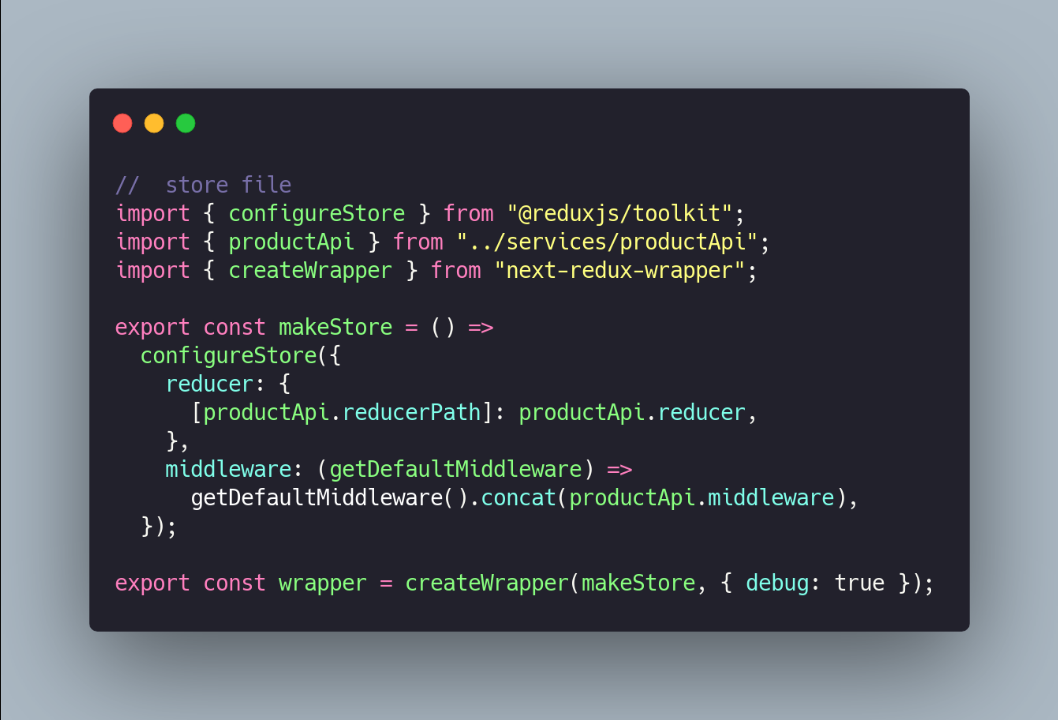 //  store file
import { configureStore } from "@reduxjs/toolkit";
import { productApi } from "../services/productApi";
import { createWrapper } from "next-redux-wrapper";

export const makeStore = () =>
  configureStore({
    reducer: {
      [productApi.reducerPath]: productApi.reducer,
    },
    middleware: (getDefaultMiddleware) =>
      getDefaultMiddleware().concat(productApi.middleware),
  });

export const wrapper = createWrapper(makeStore, { debug: true });